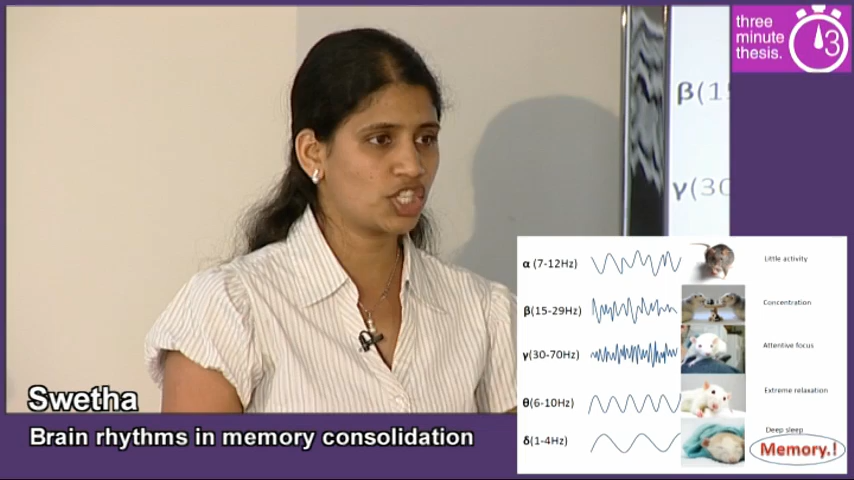 three
minute
thesis.
3
β(15
γ(30
α (7-12Hz)
Little activity
β(15-29Hz)
Concentration
γ(30-70Hz)
Attentive focus
θ(6-10Hz)
Extreme relaxation
δ(1-4Hz)
Deep sleep
Memory.!
Swetha
Brain rhythms in memory consolidation